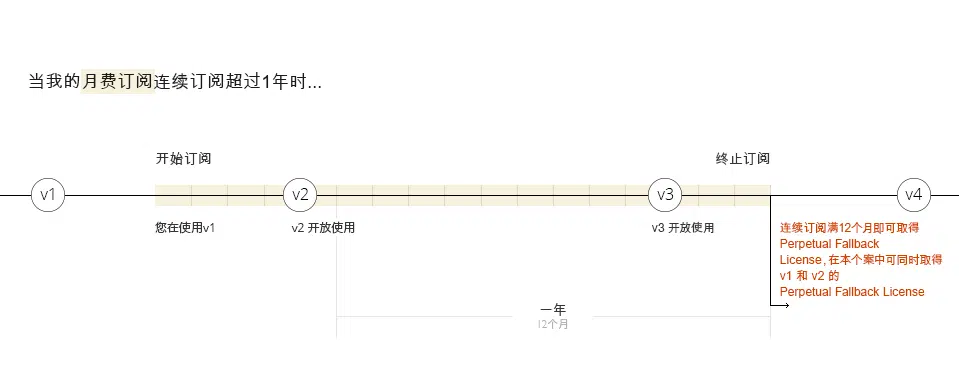 当我的月费订阅连续订阅超过1年时...
开始订阅
终止订阅
v1
v2
v3
v4
您在使用v1
v2 开放使用
v3 开放使用
连续订阅满12个月即可取得
Perpetual Fallback
License, 在本个案中可同时取得
v1 和 v2 的
Perpetual Fallback License
一年
12个月